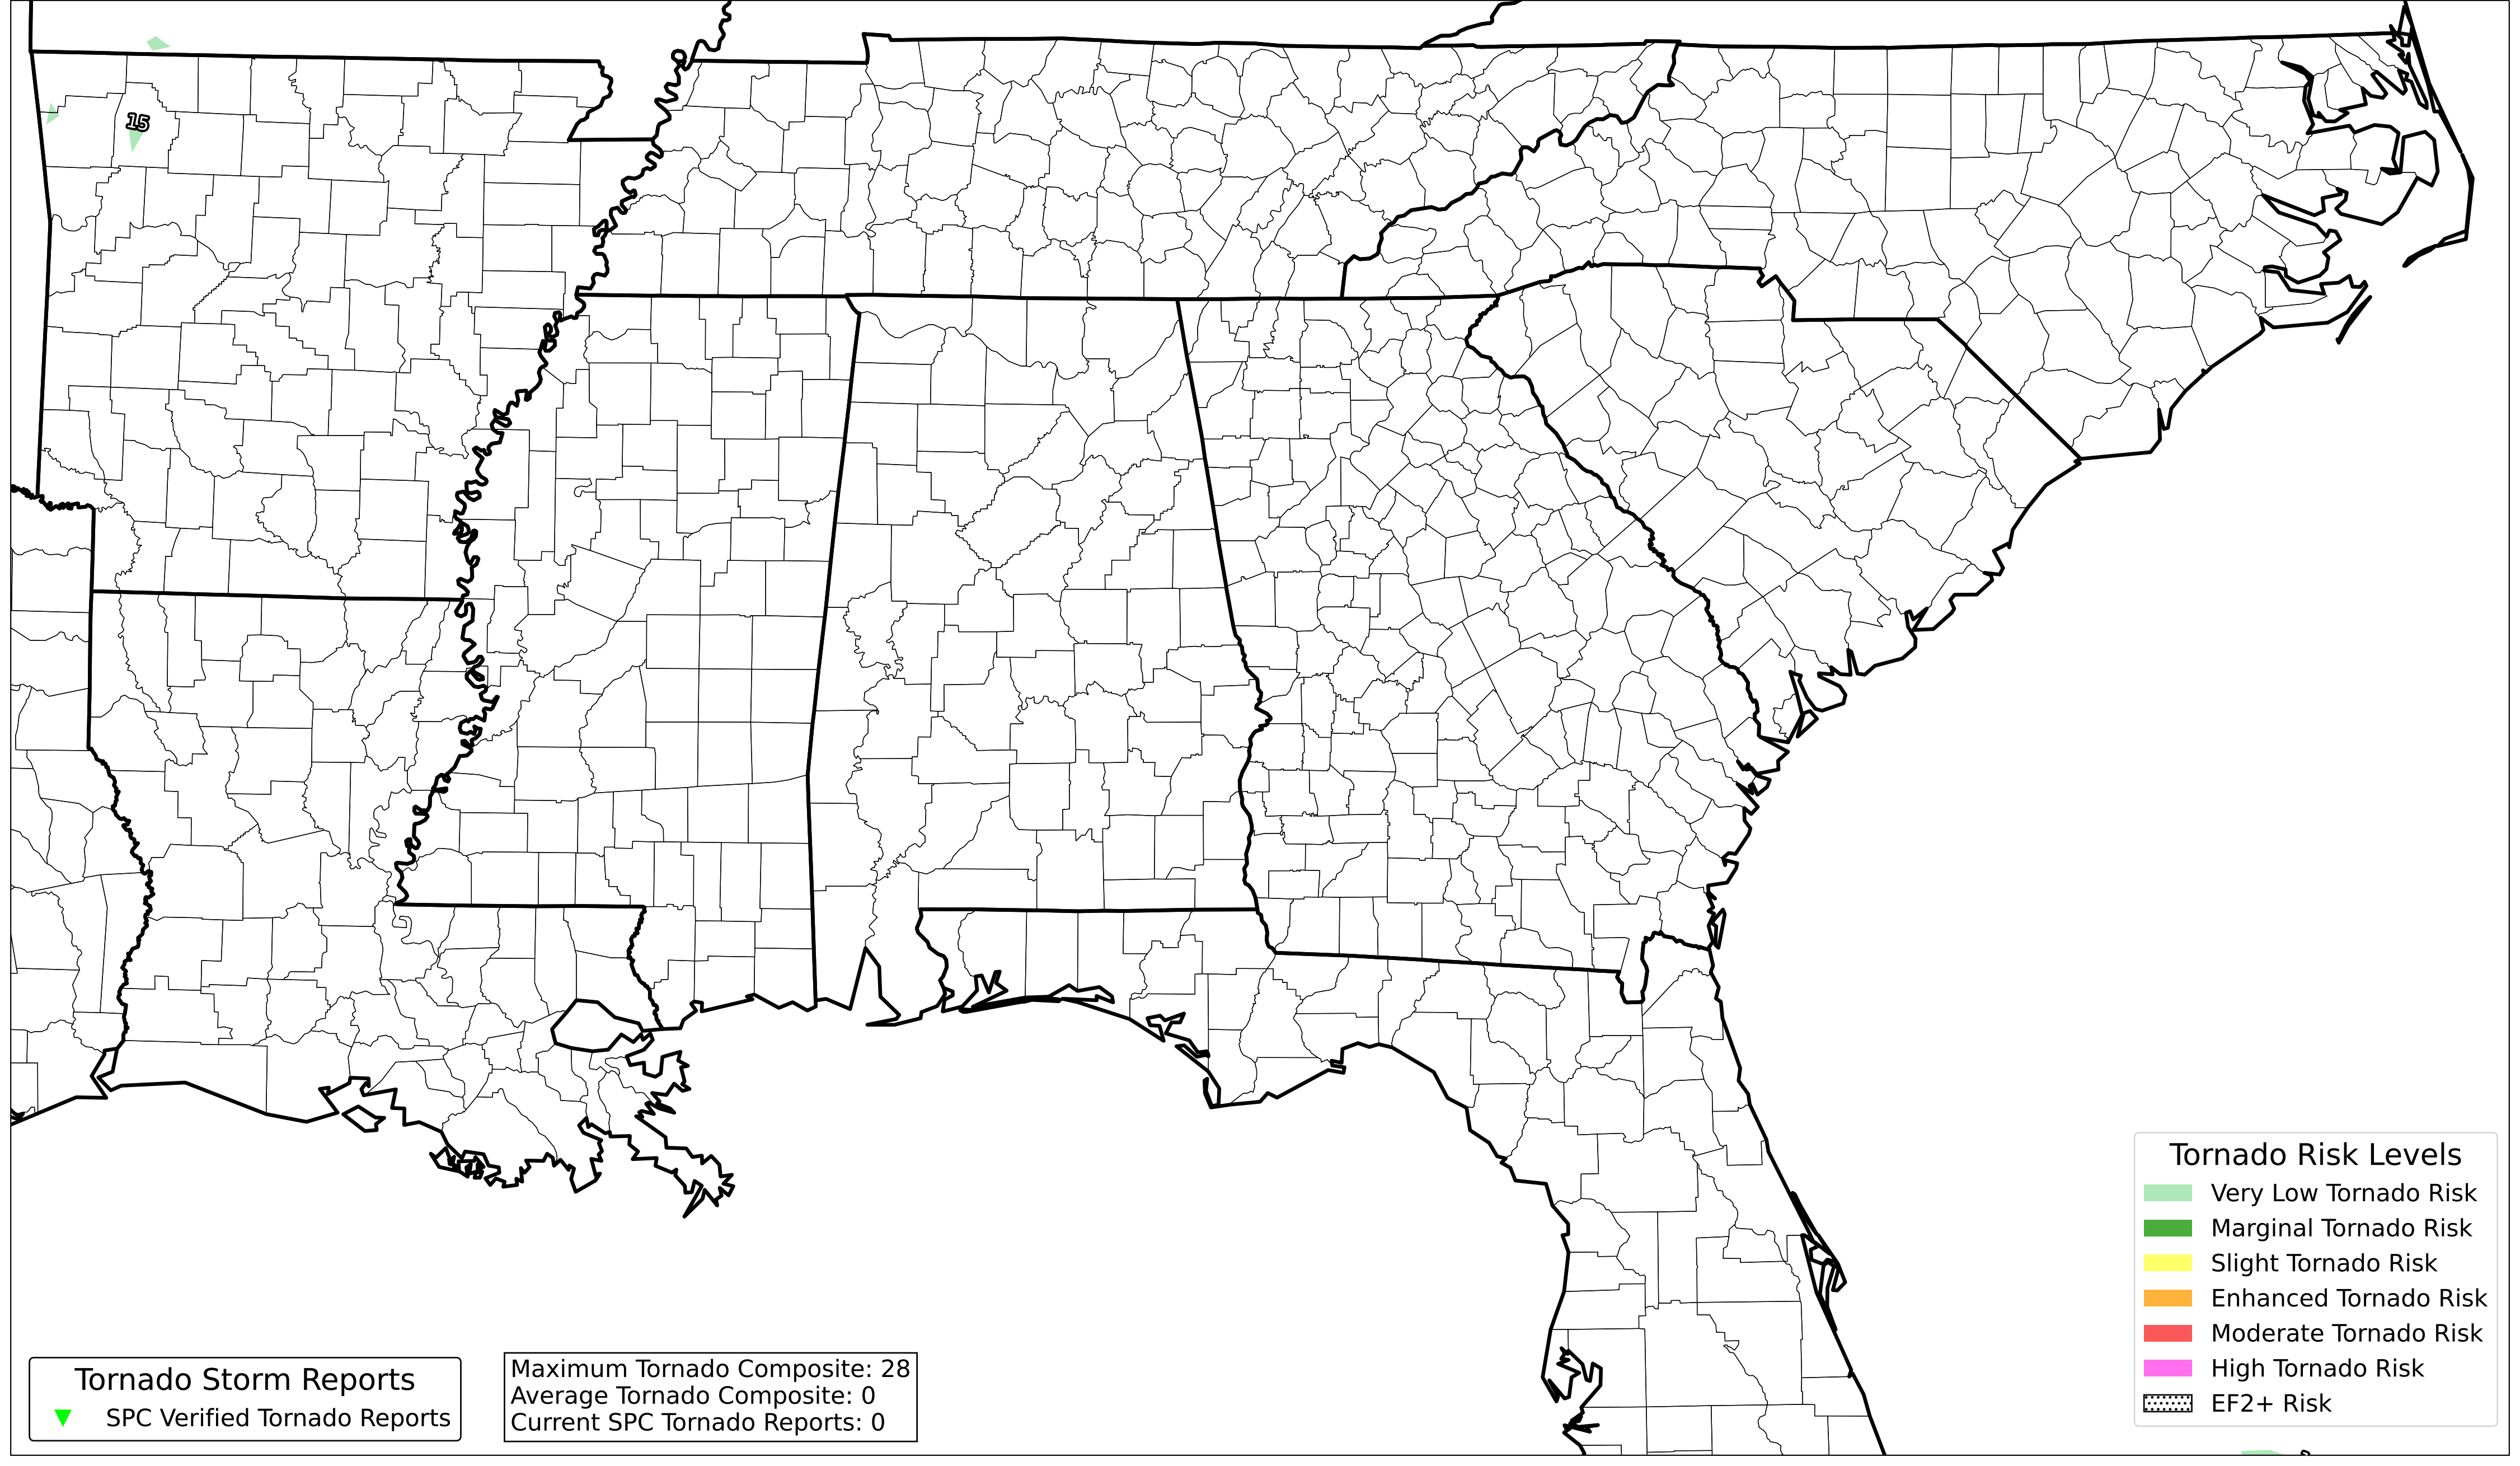 15
Tornado Risk Levels
Very Low Tornado Risk
Marginal Tornado Risk
Slight Tornado Risk
Enhanced Tornado Risk
Moderate Tornado Risk
High Tornado Risk
EF2+ Risk
Tornado Storm Reports
SPC Verified Tornado Reports
Maximum Tornado Composite: 28
Average Tornado Composite: 0
Current SPC Tornado Reports: 0